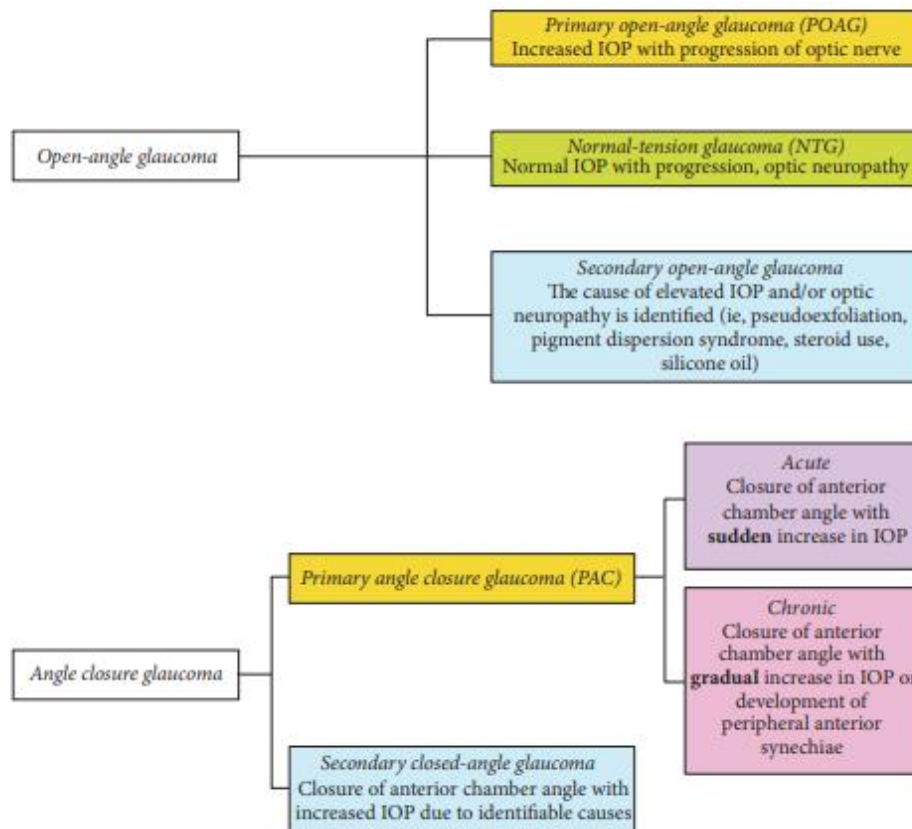 Primary open-angle glaucoma (POAG)
Increased IOP with progression of optic nerve
Open-angle glaucoma
Normal-tension glaucoma (NTG)
Normal IOP with progression, optic neuropathy
Secondary open-angle glaucoma
The cause of elevated IOP and/or optic
neuropathy is identified (ie, pseudoexfoliation,
pigment dispersion syndrome, steroid use,
silicone oil)
Acute
Closure of anterior
chamber angle with
sudden increase in IOP
Primary angle closure glaucoma (PAC)
Chronic
Closure of anterior
chamber angle with
gradual increase in IOP or
development of
peripheral anterior
synechiae
Angle closure glaucoma
Secondary closed-angle glaucoma
Closure of anterior chamber angle with
increased IOP due to identifiable causes